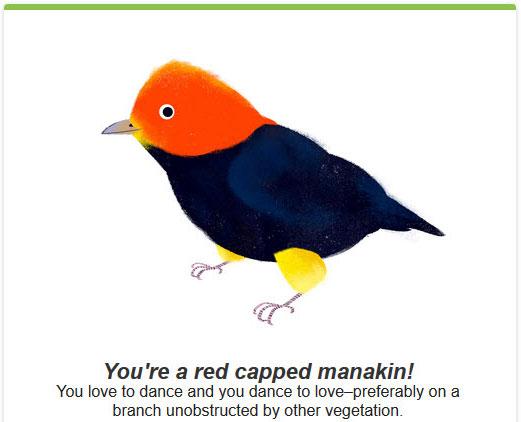 You're a red capped manakin!
You love to dance and you dance to love–preferably on a
branch unobstructed by other vegetation.